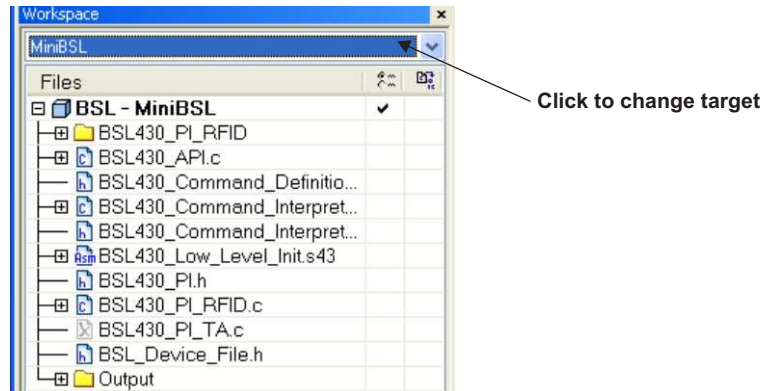 Workspace
MiniBSL
Files
BSL - MiniBSL
BSL430_PI_RFID
BSL430_API.c
BSL430_Command_Definitio...
BSL430_Command_Interpret...
BSL430_Command_Interpret...
BSL430_Low_Level_Init.s43
BSL430_PI.h
BSL430_PI_RFID.c
BSL430_PI_TA.c
BSL_Device_File.h
Output
Click to change target